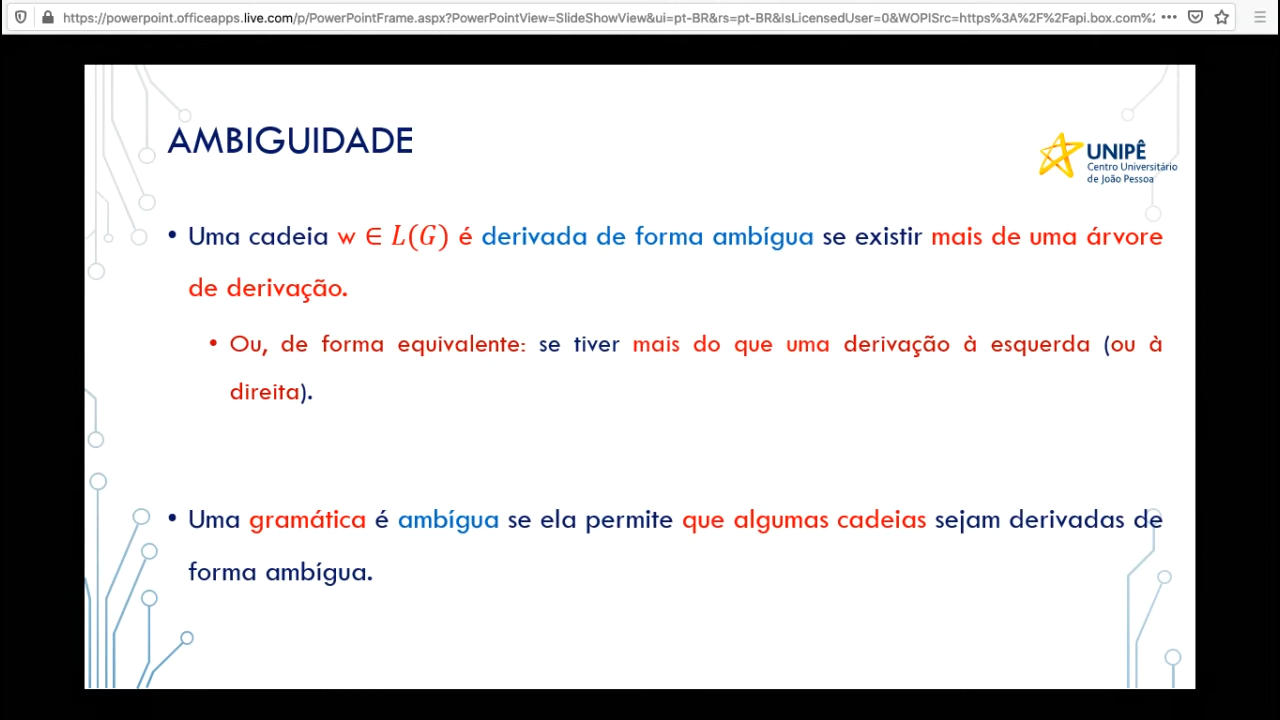 https://powerpoint.officeapps.live.com/p/PowerPointFrame.aspx?PowerPointView=SlideShowView&ui=pt-BR&rs=pt-BR&IsLicensedUser=0&WOPISrc=https%3A%2F%2Fapi.box.com%2
AMBIGUIDADE
UNIPÊ
Centro Universitário
de João Pessoa
• Uma cadeia w ∈ L(G) é derivada de forma ambígua se existir mais de uma árvore
de derivação.
• Ou, de forma equivalente: se tiver mais do que uma derivação à esquerda (ou à
direita).
• Uma gramática é ambígua se ela permite que algumas cadeias sejam derivadas de
forma ambígua.